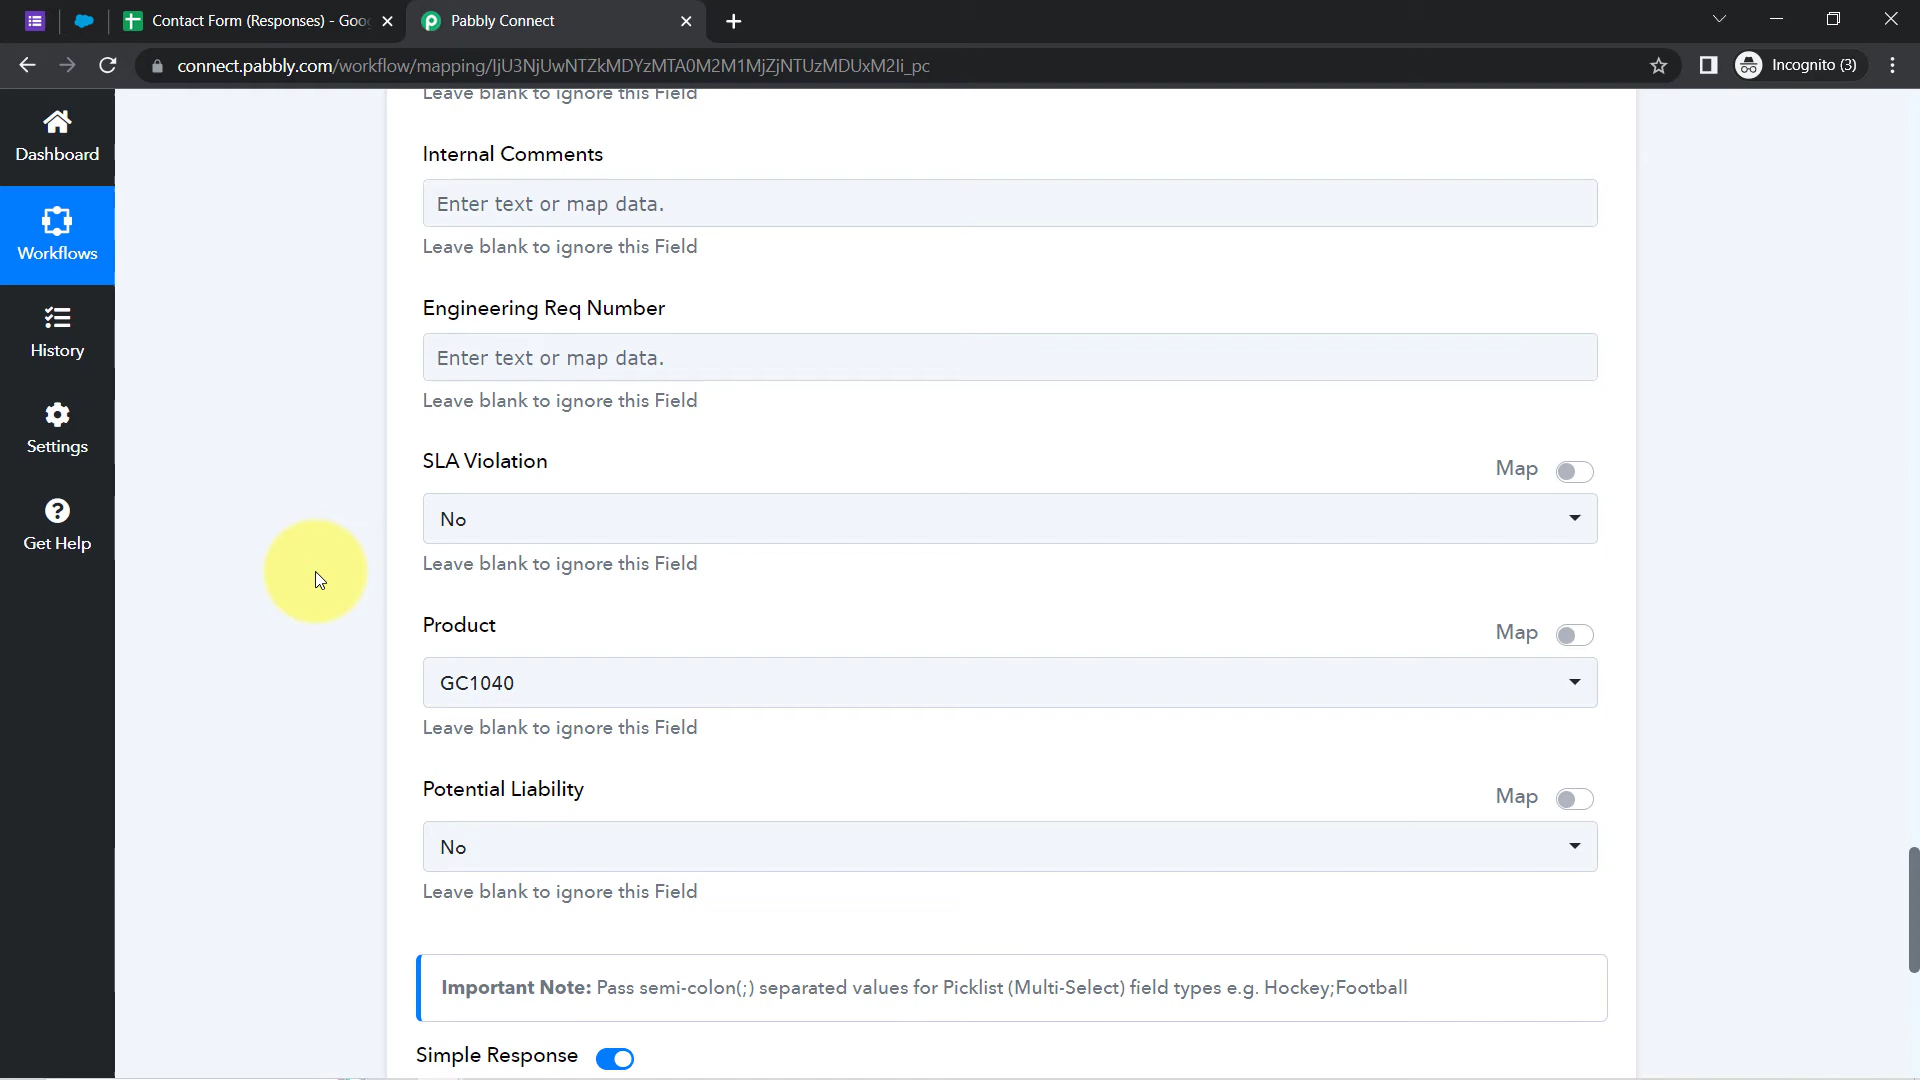 Contact Form (Responses) - Goo
Pabbly Connect
connect.pabbly.com/workflow/mapping/IjU3NjUwNTZkMDYzMTA0M2M1MjZjNTUzMDUxM2Ii_pc
Incognito (3)
Leave blank to ignore this Field
Dashboard
Internal Comments
Enter text or map data.
Workflows
Leave blank to ignore this Field
Engineering Req Number
History
Enter text or map data.
Leave blank to ignore this Field
Settings
SLA Violation
Map
No
Get Help
Leave blank to ignore this Field
Product
Map
GC1040
Leave blank to ignore this Field
Potential Liability
Map
No
Leave blank to ignore this Field
Important Note: Pass semi-colon(;) separated values for Picklist (Multi-Select) field types e.g. Hockey;Football
Simple Response